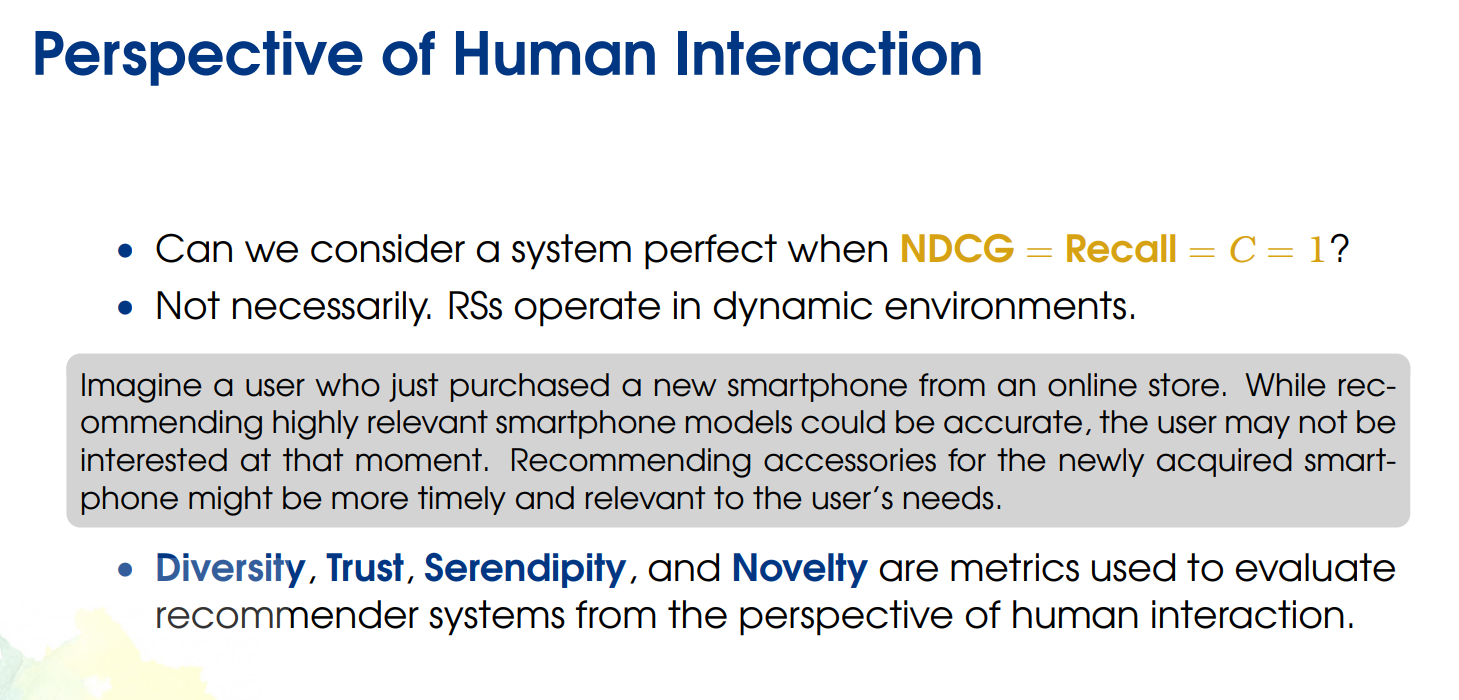 Perspective of Human Interaction
• Can we consider a system perfect when NDCG = Recall = C = 1?
• Not necessarily. RSs operate in dynamic environments.
Imagine a user who just purchased a new smartphone from an online store. While rec-
ommending highly relevant smartphone models could be accurate, the user may not be
interested at that moment. Recommending accessories for the newly acquired smart-
phone might be more timely and relevant to the user's needs.
• Diversity, Trust, Serendipity, and Novelty are metrics used to evaluate
recommender systems from the perspective of human interaction.